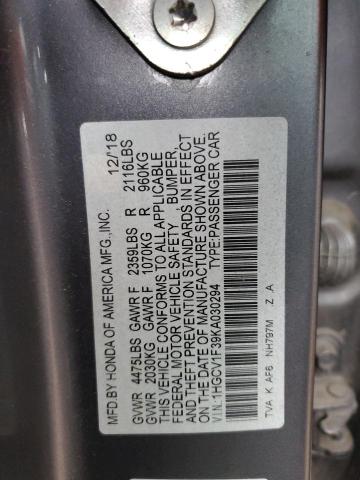 MFD.BY HONDA OF AMERICA MFG.,INC. 12/18
GVWR 4475LBS GAWR F 2359LBS R 2116LBS
GVWR 2030KG GAWR F 1070KG R 960KG
THIS VEHICLE CONFORMS TO ALL APPLICABLE
FEDERAL MOTOR VEHICLE SAFETY, BUMPER,
AND THEFT PREVENTION STANDARDS IN EFFECT
ON THE DATE OF MANUFACTURE SHOWN ABOVE.
V.I.N.: 1HGCV1F39KA030294 TYPE:PASSENGER CAR
TVA K AF6 NH797M Z A